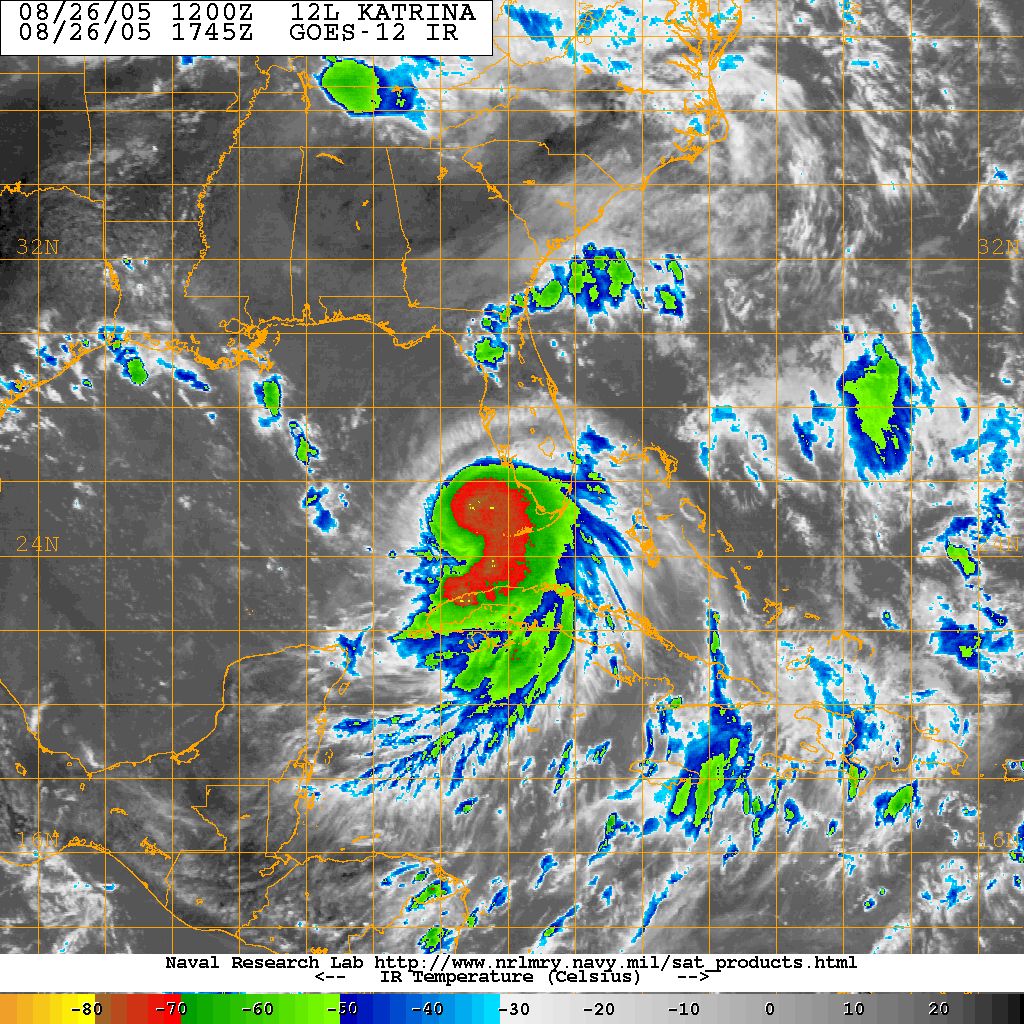 08/26/05 1200Z 12L KATRINA
08/26/05 1745Z GOES-12 IR
32N 32N
24N 24N
16N 16N
Naval Research Lab http://www.nrlmry.navy.mil/sat_products.html
<-- IR Temperature (Celsius) -->
-80 -70 -60 -50 -40 -30 -20 -10 0 10 20